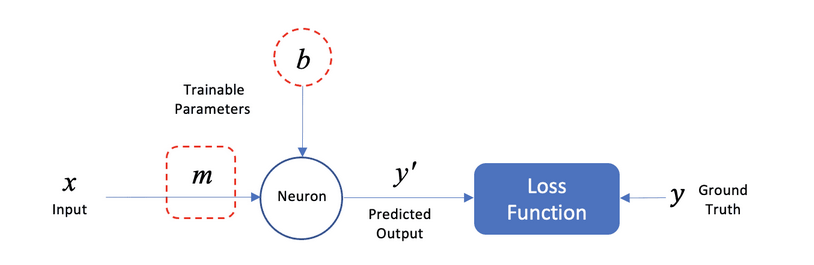 b
Trainable
Parameters
m
x
Input
Neuron
y′
Predicted
Output
Loss
Function
y
Ground
Truth